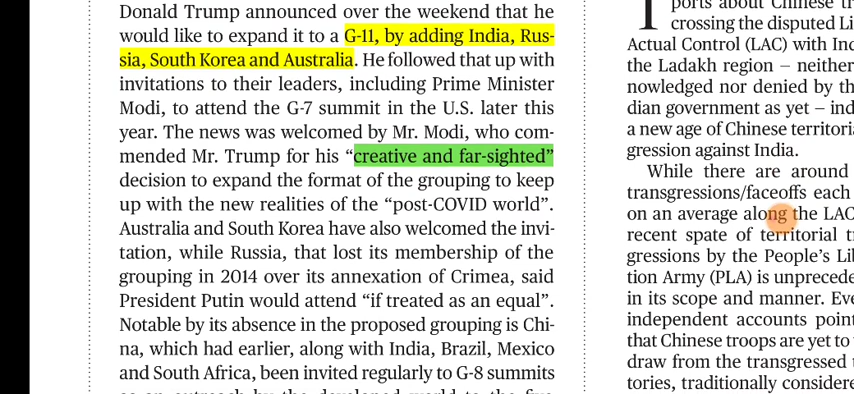 Donald Trump announced over the weekend that he
would like to expand it to a G-11, by adding India, Rus-
sia, South Korea and Australia. He followed that up with
invitations to their leaders, including Prime Minister
Modi, to attend the G-7 summit in the U.S. later this
year. The news was welcomed by Mr. Modi, who com-
mended Mr. Trump for his “creative and far-sighted”
decision to expand the format of the grouping to keep
up with the new realities of the “post-COVID world”.
Australia and South Korea have also welcomed the invi-
tation, while Russia, that lost its membership of the
grouping in 2014 over its annexation of Crimea, said
President Putin would attend “if treated as an equal”.
Notable by its absence in the proposed grouping is Chi-
na, which had earlier, along with India, Brazil, Mexico
and South Africa, been invited regularly to G-8 summits
as an outreach by the developed world to the five
ports about Chinese
crossing the disputed
Actual Control (LAC) with
the Ladakh region – neither
nowledged nor denied by
dian government as yet –
a new age of Chinese
gression against India.
While there are around
transgressions/faceoffs each
on an average along the LAC
recent spate of territorial
gressions by the People’s
tion Army (PLA) is
in its scope and manner.
independent accounts point
that Chinese troops are yet to
draw from the transgressed
tories, traditionally